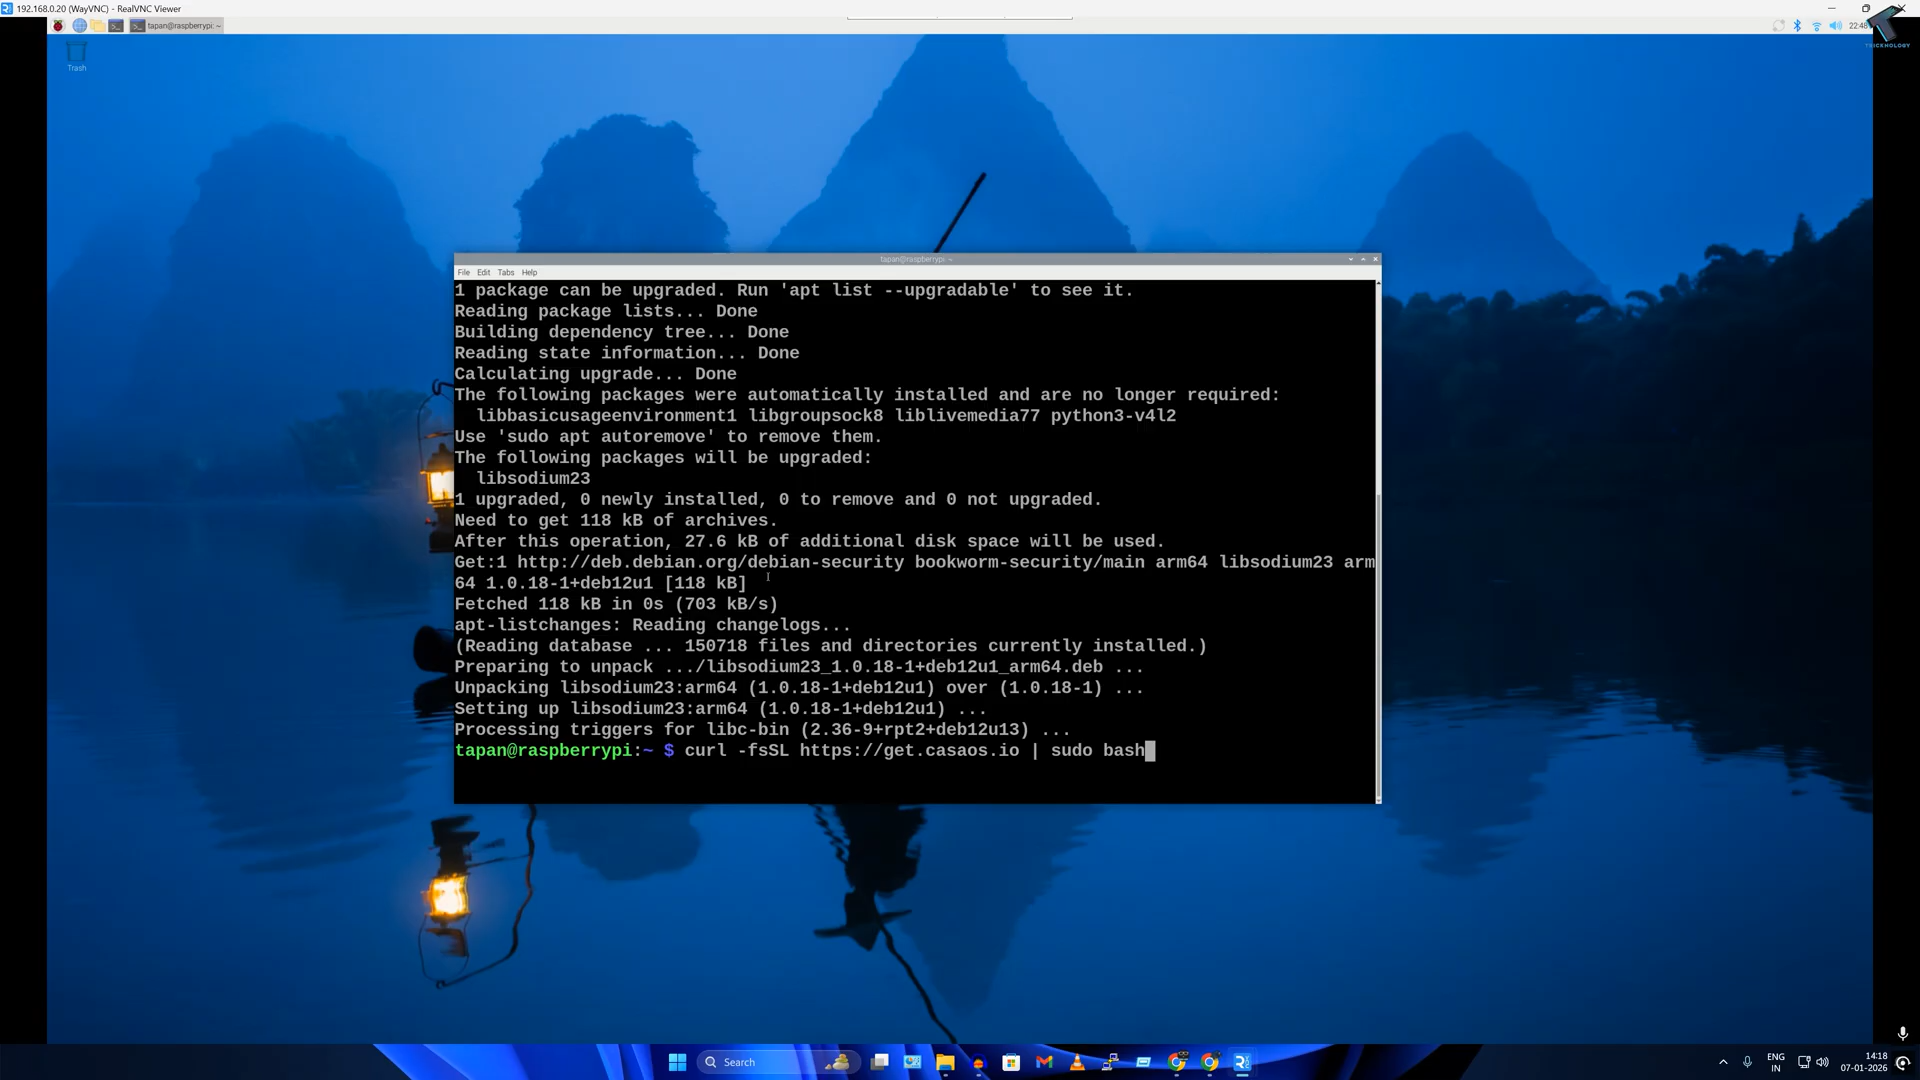 192.168.0.20 (WayVNC) - RealVNC Viewer
tapan@raspberrypi: ~
TRICKNOLOGY
Trash
tapan@raspberrypi: ~
File Edit Tabs Help
1 package can be upgraded. Run 'apt list --upgradable' to see it.
Reading package lists... Done
Building dependency tree... Done
Reading state information... Done
Calculating upgrade... Done
The following packages were automatically installed and are no longer required:
libbasicusageenvironment1 libgroupsock8 liblivemedia77 python3-v4l2
Use 'sudo apt autoremove' to remove them.
The following packages will be upgraded:
libsodium23
1 upgraded, 0 newly installed, 0 to remove and 0 not upgraded.
Need to get 118 kB of archives.
After this operation, 27.6 kB of additional disk space will be used.
Get:1 http://deb.debian.org/debian-security bookworm-security/main arm64 libsodium23 arm
64 1.0.18-1+deb12u1 [118 kB]
Fetched 118 kB in 0s (703 kB/s)
apt-listchanges: Reading changelogs...
(Reading database ... 150718 files and directories currently installed.)
Preparing to unpack .../libsodium23_1.0.18-1+deb12u1_arm64.deb ...
Unpacking libsodium23:arm64 (1.0.18-1+deb12u1) over (1.0.18-1) ...
Setting up libsodium23:arm64 (1.0.18-1+deb12u1) ...
Processing triggers for libc-bin (2.36-9+rpt2+deb12u13) ...
tapan@raspberrypi:~ $ curl -fsSL https://get.casaos.io | sudo bash
Search
ENG
IN
14:18
07-01-2026